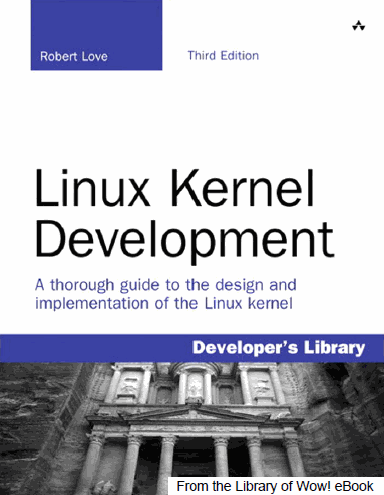 Robert Love
Third Edition
Linux Kernel
Development
A thorough guide to the design and
implementation of the Linux kernel
Developer's Library
From the Library of Wow! eBook